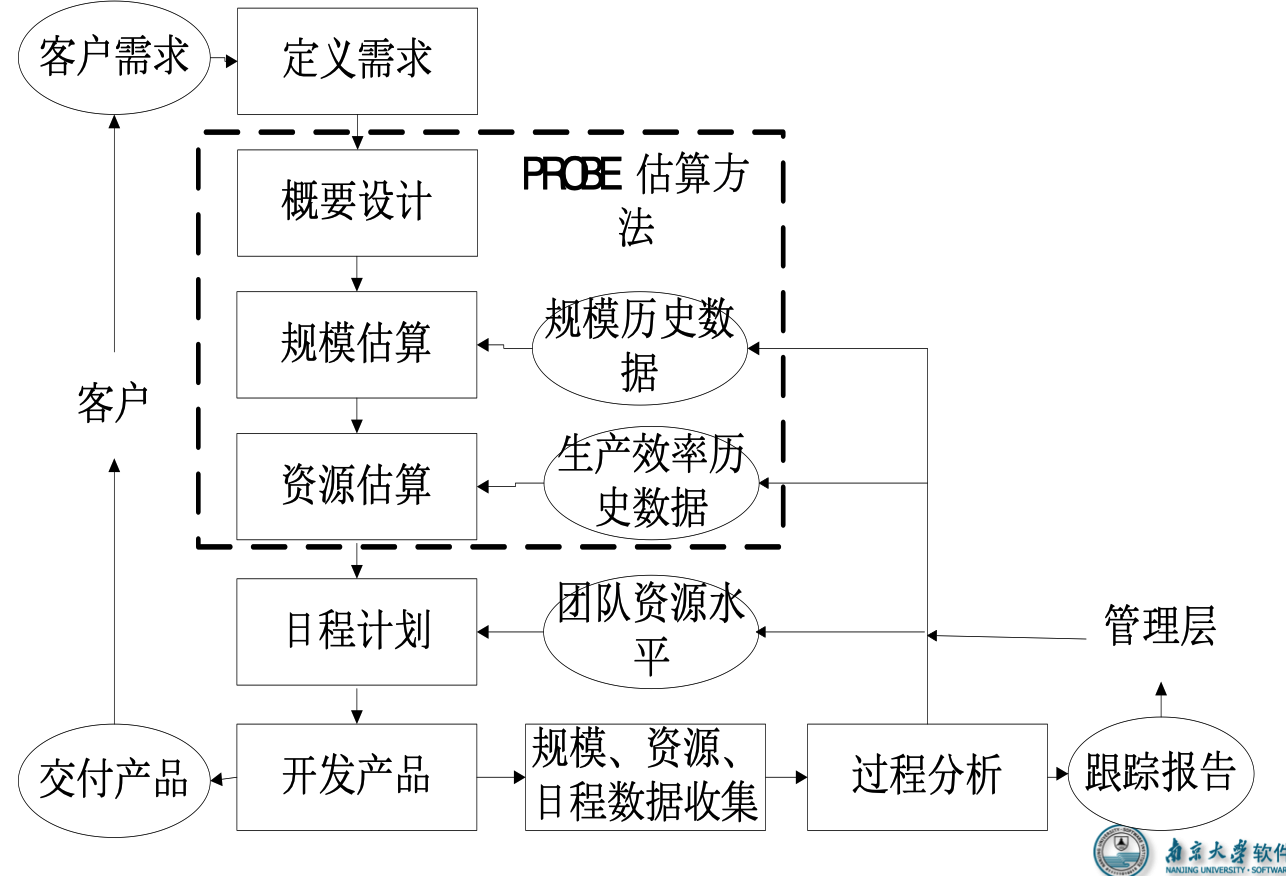 客户需求
定义需求
概要设计
PROBE 估算方
法
规模估算
规模历史数
据
客户
资源估算
生产效率历
史数据
日程计划
团队资源水
平
管理层
交付产品
开发产品
规模、资源、
日程数据收集
过程分析
跟踪报告
南京大学软件
NANJING UNIVERSITY · SOFTWAR